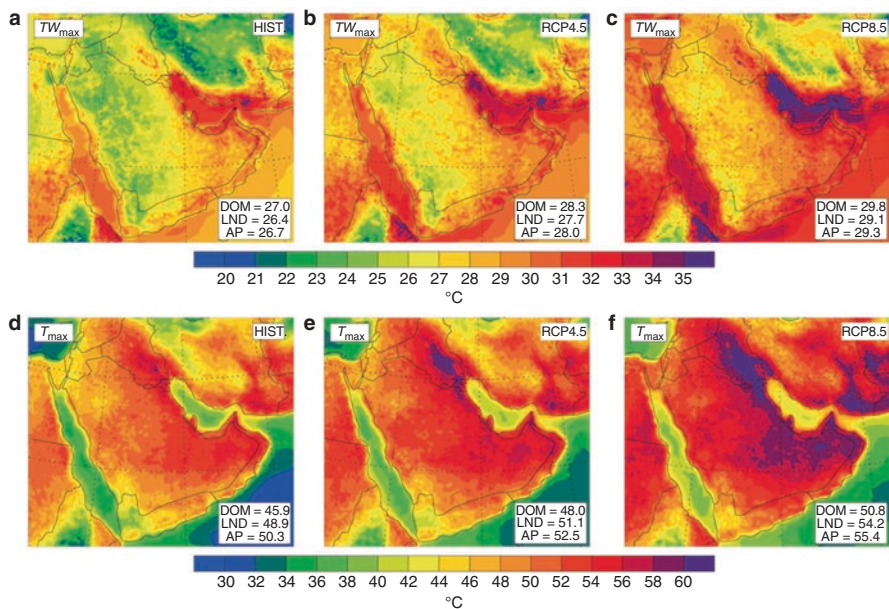 a TWmax HIST.
DOM = 27.0
LND = 26.4
AP = 26.7
b TWmax RCP4.5
DOM = 28.3
LND = 27.7
AP = 28.0
c TWmax RCP8.5
DOM = 29.8
LND = 29.1
AP = 29.3
20 21 22 23 24 25 26 27 28 29 30 31 32 33 34 35
°C
d Tmax HIST.
DOM = 45.9
LND = 48.9
AP = 50.3
e Tmax RCP4.5
DOM = 48.0
LND = 51.1
AP = 52.5
f Tmax RCP8.5
DOM = 50.8
LND = 54.2
AP = 55.4
30 32 34 36 38 40 42 44 46 48 50 52 54 56 58 60
°C